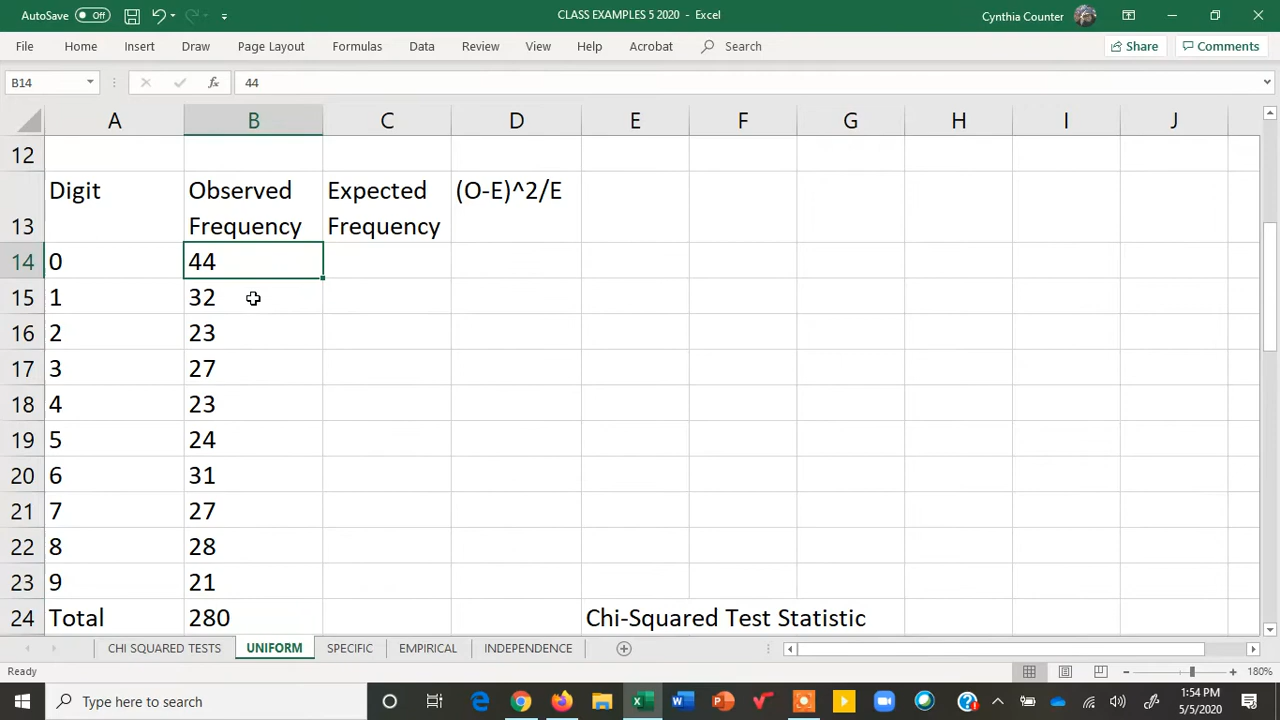 AutoSave Off CLASS EXAMPLES 5 2020 - Excel Cynthia Counter
File Home Insert Draw Page Layout Formulas Data Review View Help Acrobat Search Share Comments
B14 fx 44
A B C D E F G H I J
12
13 Digit Observed Frequency Expected Frequency (O-E)^2/E
14 0 44
15 1 32
16 2 23
17 3 27
18 4 23
19 5 24
20 6 31
21 7 27
22 8 28
23 9 21
24 Total 280 Chi-Squared Test Statistic
CHI SQUARED TESTS UNIFORM SPECIFIC EMPIRICAL INDEPENDENCE
Ready 180%
Type here to search 1:54 PM
5/5/2020